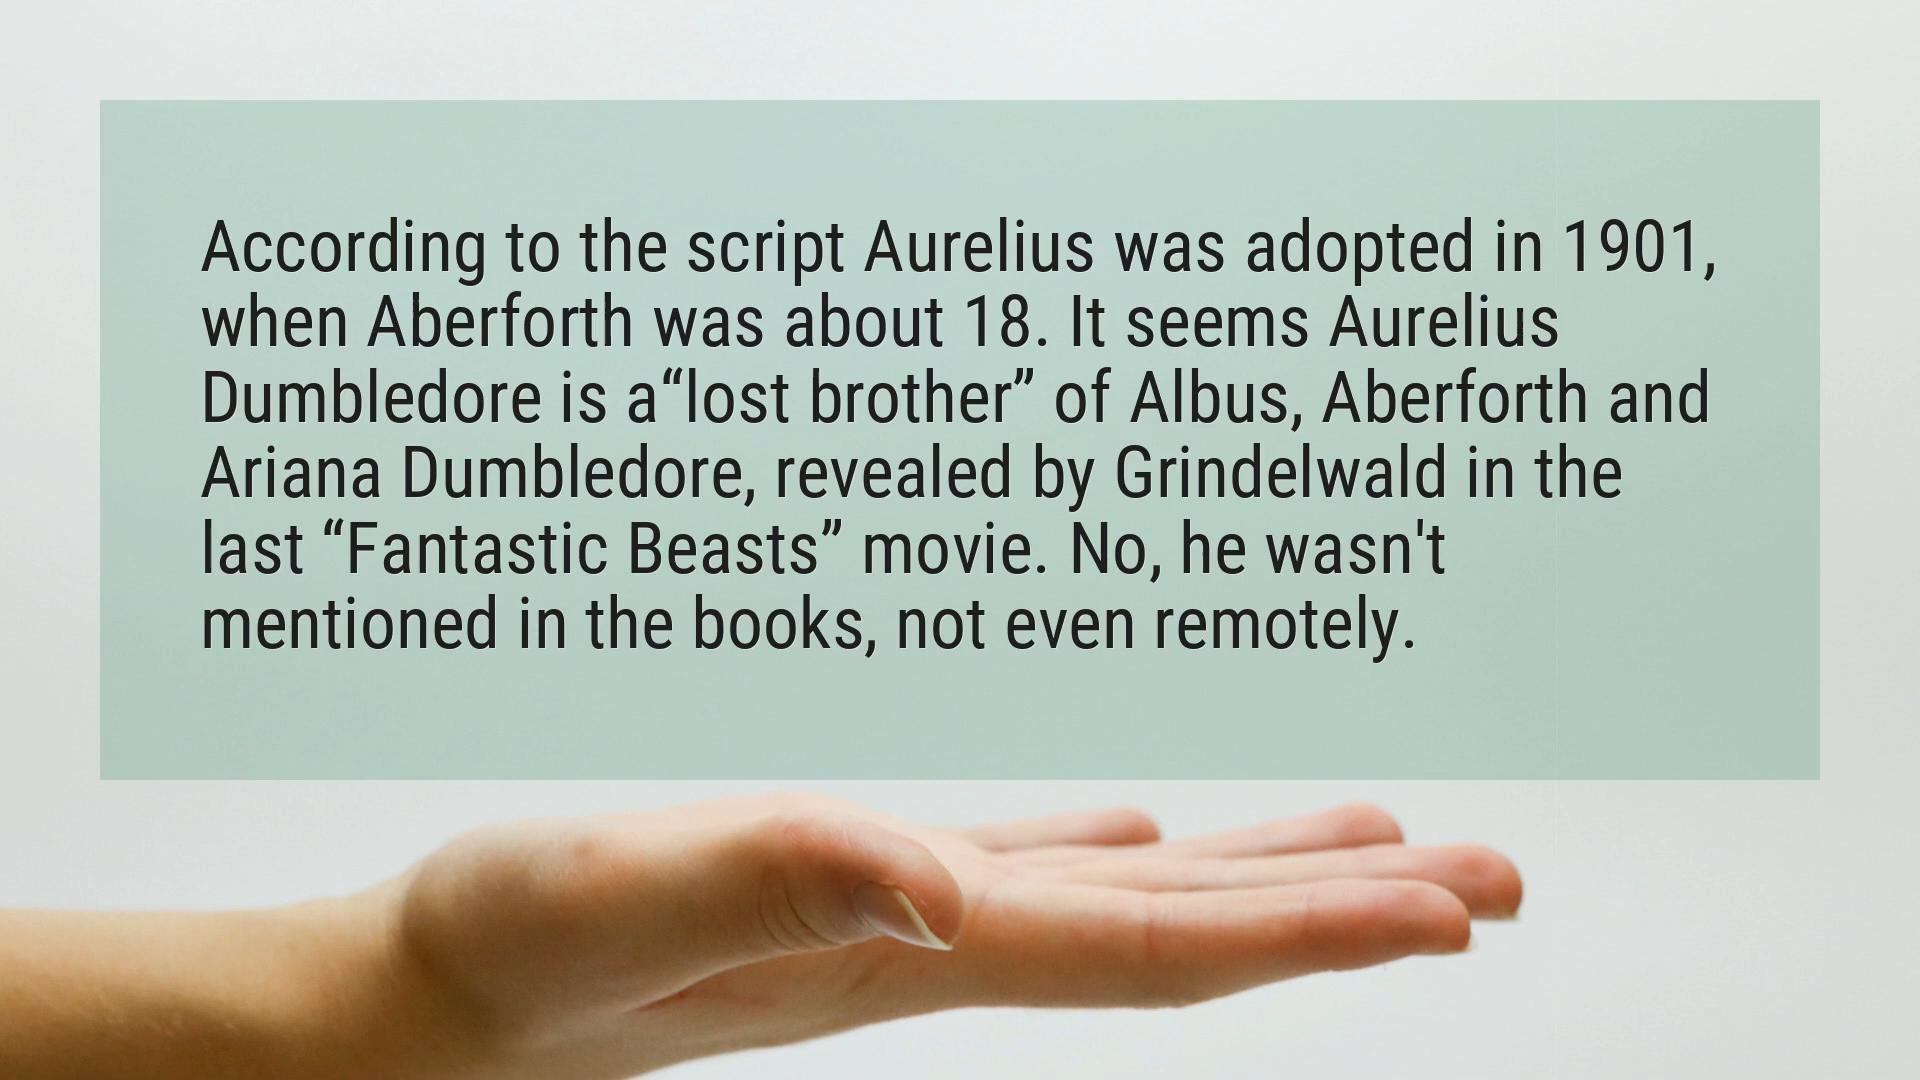 According to the script Aurelius was adopted in 1901,
when Aberforth was about 18. It seems Aurelius
Dumbledore is a“lost brother” of Albus, Aberforth and
Ariana Dumbledore, revealed by Grindelwald in the
last “Fantastic Beasts” movie. No, he wasn't
mentioned in the books, not even remotely.